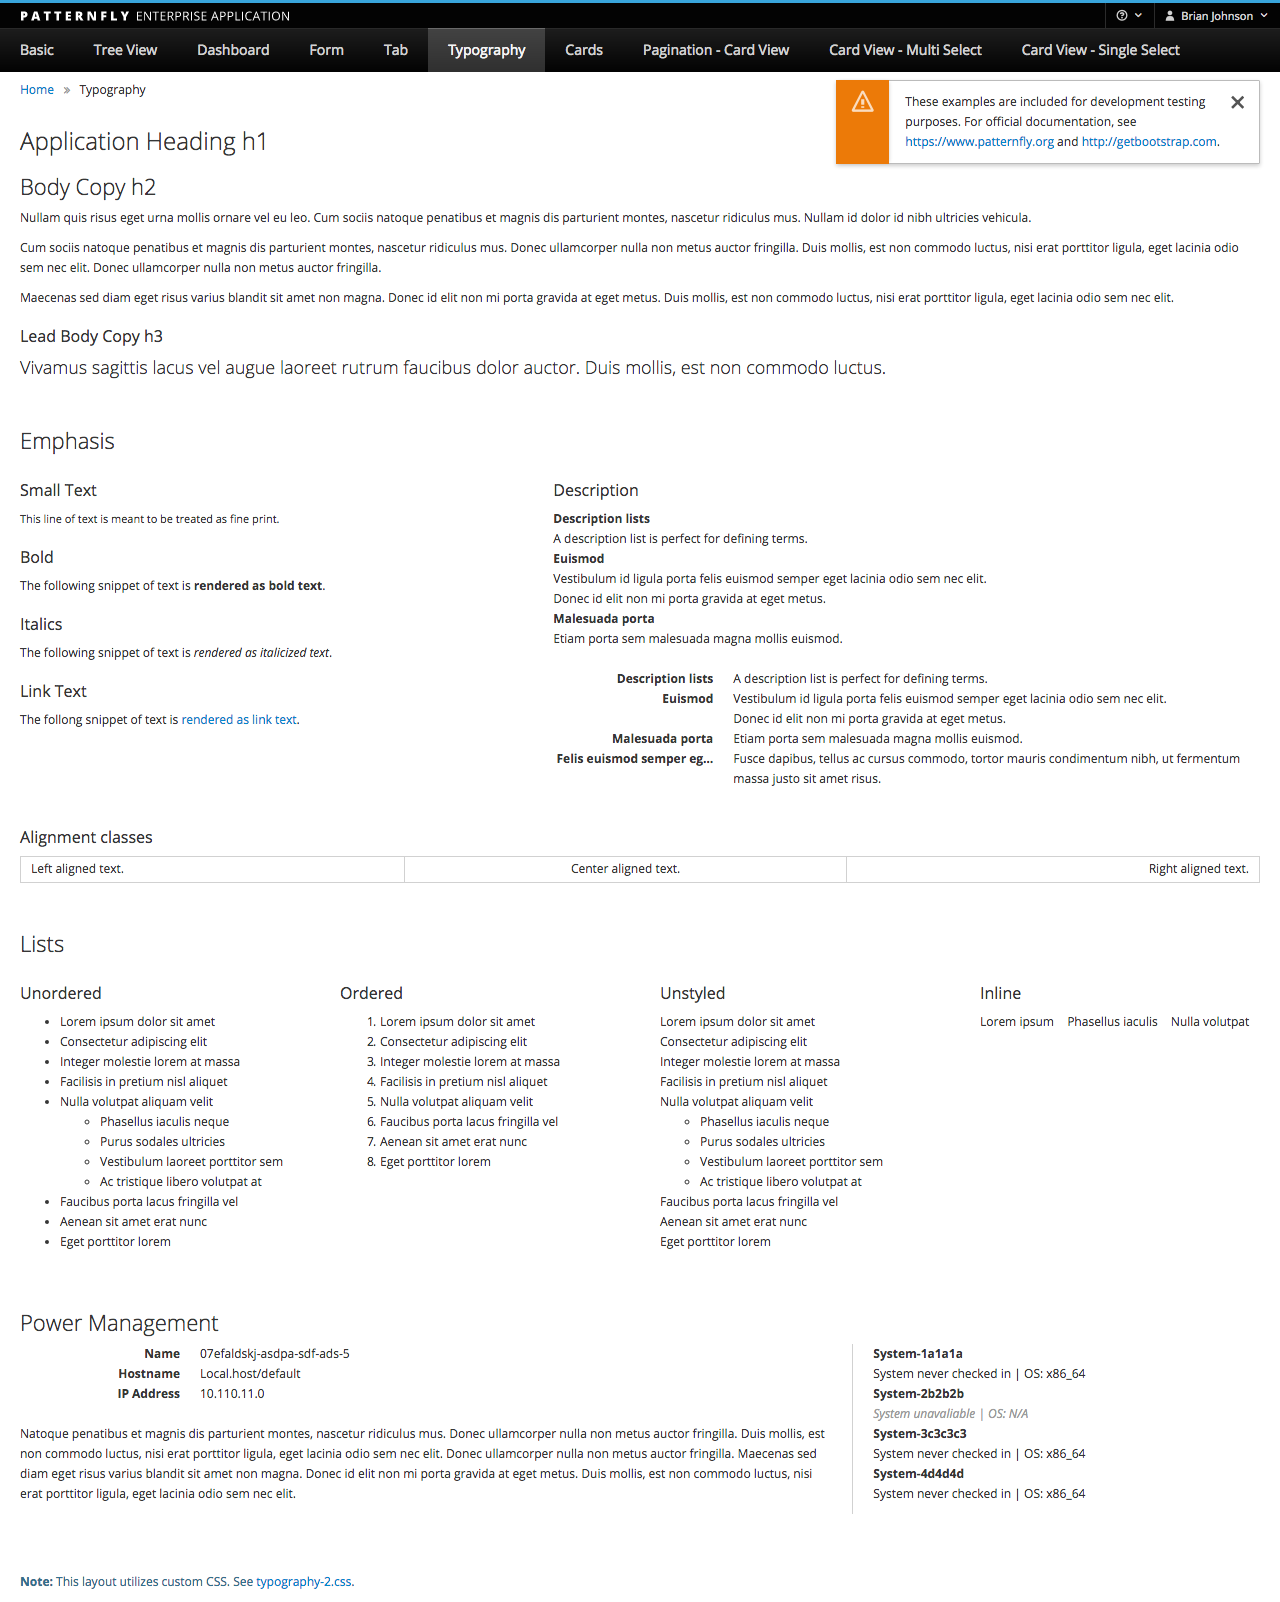 PATTERNFLY ENTERPRISE APPLICATION
Brian Johnson
Basic Tree View Dashboard Form Tab Typography Cards Pagination - Card View Card View - Multi Select Card View - Single Select
Home » Typography
These examples are included for development testing
purposes. For official documentation, see
https://www.patternfly.org and http://getbootstrap.com.
Application Heading h1
Body Copy h2
Nullam quis risus eget urna mollis ornare vel eu leo. Cum sociis natoque penatibus et magnis dis parturient montes, nascetur ridiculus mus. Nullam id dolor id nibh ultricies vehicula.
Cum sociis natoque penatibus et magnis dis parturient montes, nascetur ridiculus mus. Donec ullamcorper nulla non metus auctor fringilla. Duis mollis, est non commodo luctus, nisi erat porttitor ligula, eget lacinia odio
sem nec elit. Donec ullamcorper nulla non metus auctor fringilla.
Maecenas sed diam eget risus varius blandit sit amet non magna. Donec id elit non mi porta gravida at eget metus. Duis mollis, est non commodo luctus, nisi erat porttitor ligula, eget lacinia odio sem nec elit.
Lead Body Copy h3
Vivamus sagittis lacus vel augue laoreet rutrum faucibus dolor auctor. Duis mollis, est non commodo luctus.
Emphasis
Small Text
This line of text is meant to be treated as fine print.
Bold
The following snippet of text is rendered as bold text.
Italics
The following snippet of text is rendered as italicized text.
Link Text
The follong snippet of text is rendered as link text.
Description
Description lists
A description list is perfect for defining terms.
Euismod
Vestibulum id ligula porta felis euismod semper eget lacinia odio sem nec elit.
Donec id elit non mi porta gravida at eget metus.
Malesuada porta
Etiam porta sem malesuada magna mollis euismod.
Description lists A description list is perfect for defining terms.
Euismod Vestibulum id ligula porta felis euismod semper eget lacinia odio sem nec elit.
Donec id elit non mi porta gravida at eget metus.
Malesuada porta Etiam porta sem malesuada magna mollis euismod.
Felis euismod semper eg... Fusce dapibus, tellus ac cursus commodo, tortor mauris condimentum nibh, ut fermentum
massa justo sit amet risus.
Alignment classes
Left aligned text. Center aligned text. Right aligned text.
Lists
Unordered
• Lorem ipsum dolor sit amet
• Consectetur adipiscing elit
• Integer molestie lorem at massa
• Facilisis in pretium nisl aliquet
• Nulla volutpat aliquam velit
◦ Phasellus iaculis neque
◦ Purus sodales ultricies
◦ Vestibulum laoreet porttitor sem
◦ Ac tristique libero volutpat at
• Faucibus porta lacus fringilla vel
• Aenean sit amet erat nunc
• Eget porttitor lorem
Ordered
1. Lorem ipsum dolor sit amet
2. Consectetur adipiscing elit
3. Integer molestie lorem at massa
4. Facilisis in pretium nisl aliquet
5. Nulla volutpat aliquam velit
6. Faucibus porta lacus fringilla vel
7. Aenean sit amet erat nunc
8. Eget porttitor lorem
Unstyled
Lorem ipsum dolor sit amet
Consectetur adipiscing elit
Integer molestie lorem at massa
Facilisis in pretium nisl aliquet
Nulla volutpat aliquam velit
◦ Phasellus iaculis neque
◦ Purus sodales ultricies
◦ Vestibulum laoreet porttitor sem
◦ Ac tristique libero volutpat at
Faucibus porta lacus fringilla vel
Aenean sit amet erat nunc
Eget porttitor lorem
Inline
Lorem ipsum Phasellus iaculis Nulla volutpat
Power Management
Name 07efaldskj-asdpa-sdf-ads-5
Hostname Local.host/default
IP Address 10.110.11.0
Natoque penatibus et magnis dis parturient montes, nascetur ridiculus mus. Donec ullamcorper nulla non metus auctor fringilla. Duis mollis, est
non commodo luctus, nisi erat porttitor ligula, eget lacinia odio sem nec elit. Donec ullamcorper nulla non metus auctor fringilla. Maecenas sed
diam eget risus varius blandit sit amet non magna. Donec id elit non mi porta gravida at eget metus. Duis mollis, est non commodo luctus, nisi
erat porttitor ligula, eget lacinia odio sem nec elit.
System-1a1a1a
System never checked in | OS: x86_64
System-2b2b2b
System unavaliable | OS: N/A
System-3c3c3c3
System never checked in | OS: x86_64
System-4d4d4d
System never checked in | OS: x86_64
Note: This layout utilizes custom CSS. See typography-2.css.